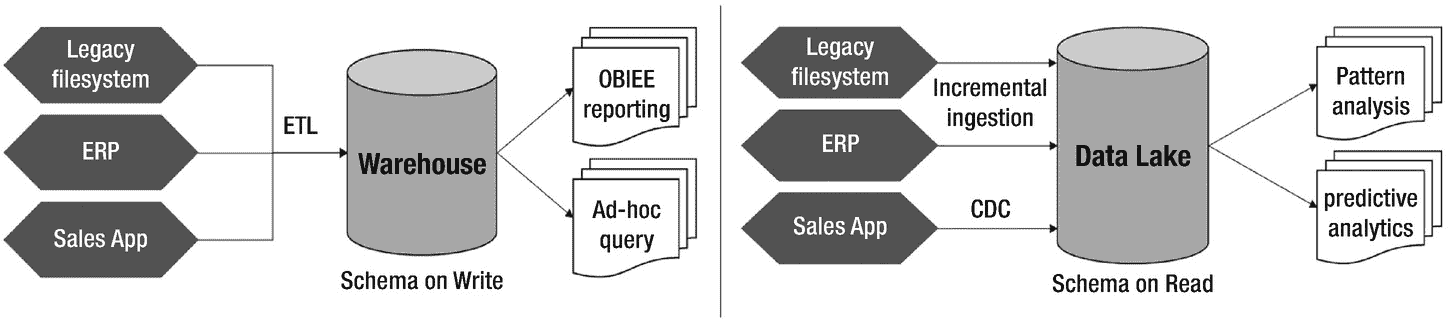 Legacy
filesystem
ERP
Sales App
ETL
Warehouse
Schema on Write
OBIEE
reporting
Ad-hoc
query
Legacy
filesystem
ERP
Sales App
Incremental
ingestion
CDC
Data Lake
Schema on Read
Pattern
analysis
predictive
analytics